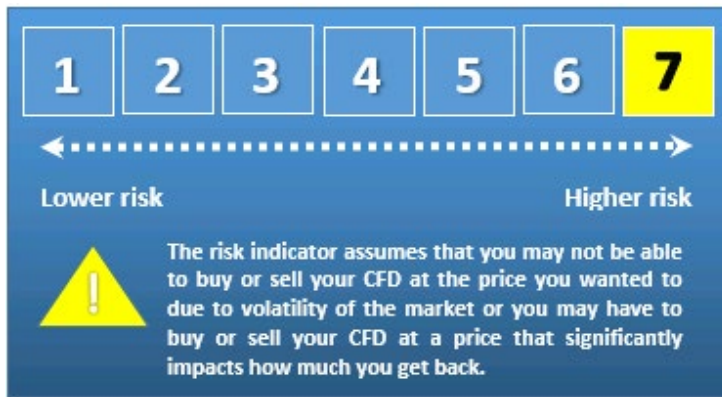 1 2 3 4 5 6 7
Lower risk Higher risk
!
The risk indicator assumes that you may not be able
to buy or sell your CFD at the price you wanted to
due to volatility of the market or you may have to
buy or sell your CFD at a price that significantly
impacts how much you get back.